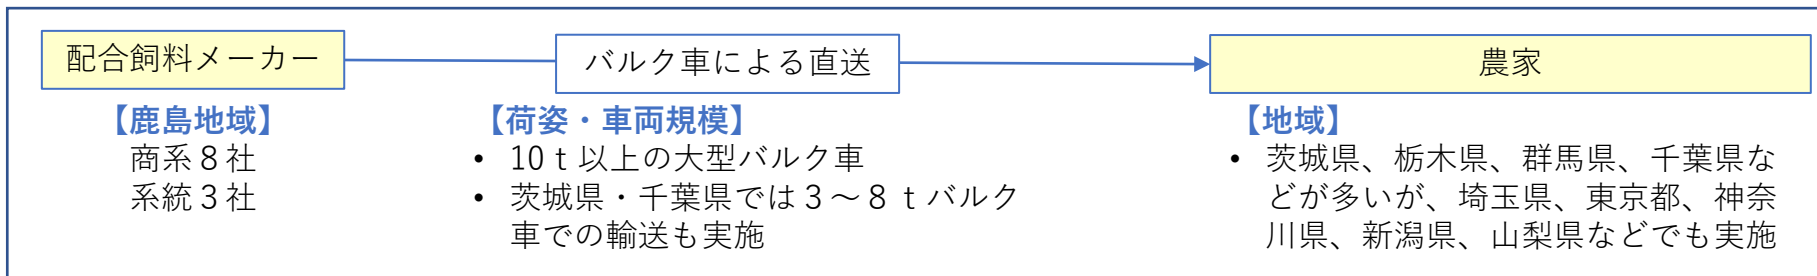 配合飼料メーカー
バルク車による直送
農家
【鹿島地域】
商系８社
系統３社
【荷姿・車両規模】
• 10ｔ以上の大型バルク車
• 茨城県・千葉県では３～８ｔバルク
車での輸送も実施
【地域】
• 茨城県、栃木県、群馬県、千葉県な
どが多いが、埼玉県、東京都、神奈
川県、新潟県、山梨県などでも実施